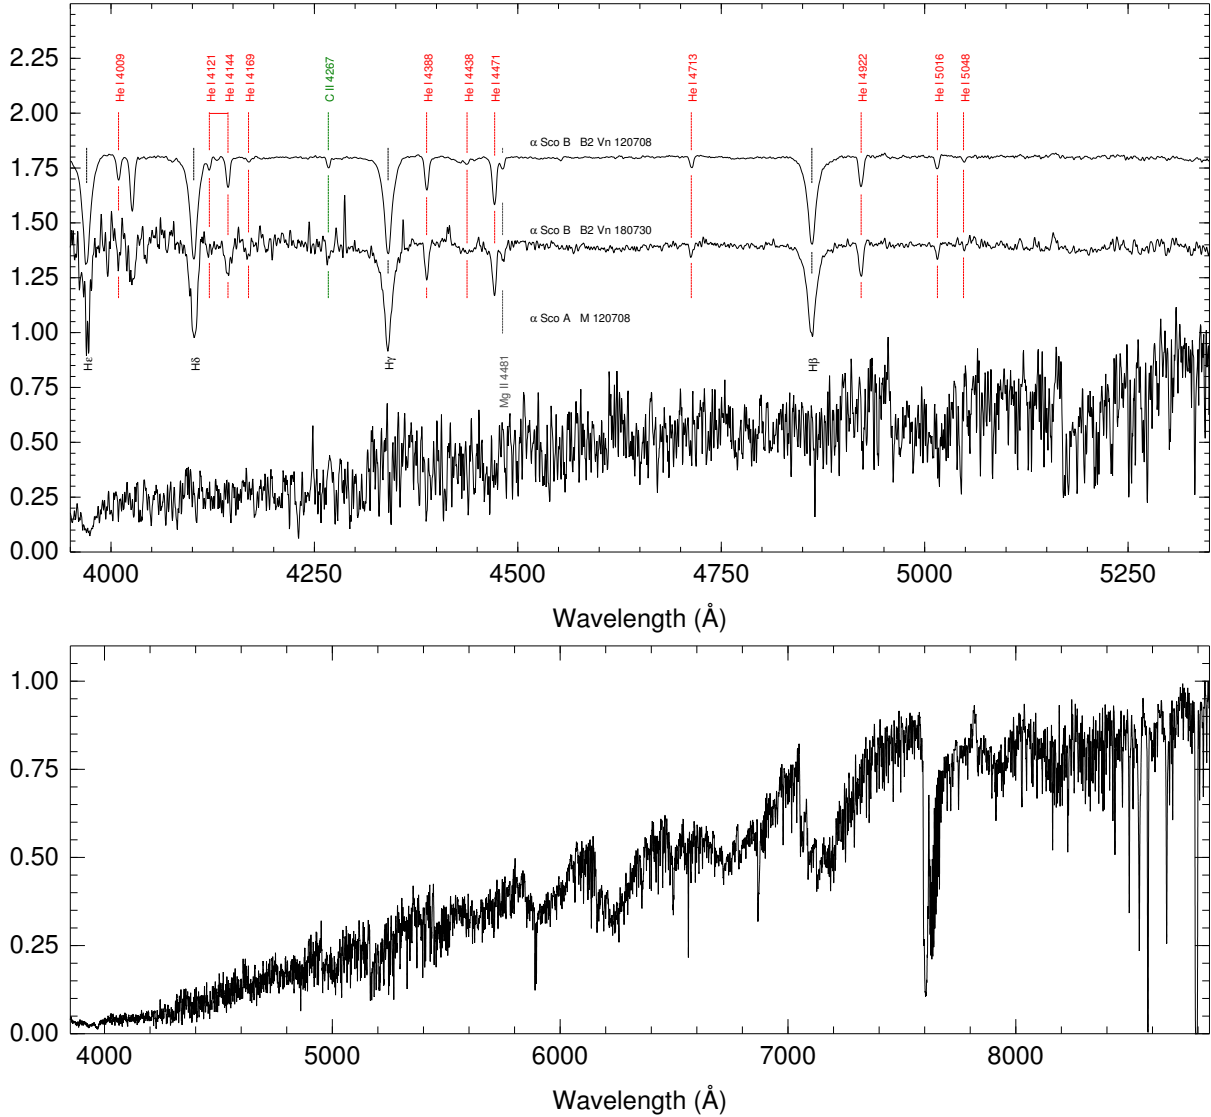 He I 4009
He I 4121
He I 4144
He I 4169
C II 4267
He I 4388
He I 4438
He I 4471
He I 4713
He I 4922
He I 5016
He I 5048
2.25
2.00
1.75
1.50
1.25
1.00
0.75
0.50
0.25
0.00
α Sco B B2 Vn 120708
α Sco B B2 Vn 180730
α Sco A M 120708
Hε
Hδ
Hγ
Mg II 4481
Hβ
4000 4250 4500 4750 5000 5250
Wavelength (Å)
1.00
0.75
0.50
0.25
0.00
4000 5000 6000 7000 8000
Wavelength (Å)